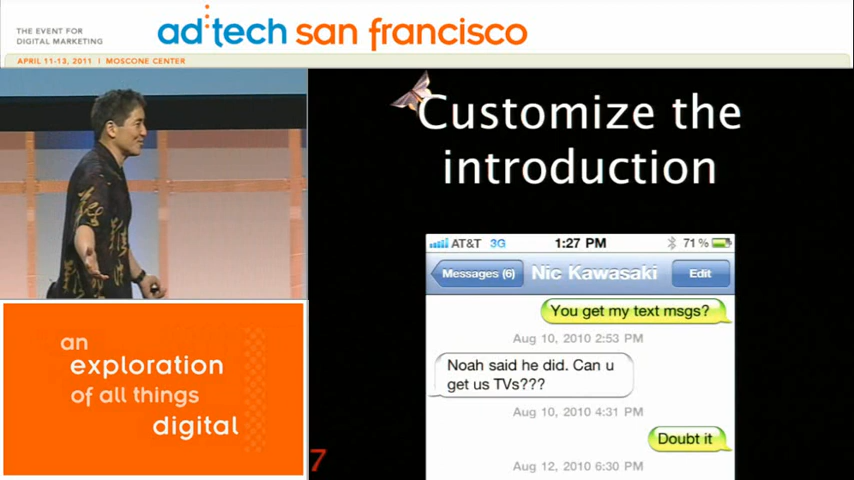 THE EVENT FOR
DIGITAL MARKETING
ad:tech san francisco
APRIL 11-13, 2011 | MOSCONE CENTER
Customize the
introduction
AT&T 3G 1:27 PM 71%
Messages (6) Nic Kawasaki Edit
You get my text msgs?
Aug 10, 2010 2:53 PM
Noah said he did. Can u
get us TVs???
Aug 10, 2010 4:31 PM
Doubt it
Aug 12, 2010 6:30 PM
an
exploration
of all things
digital
7